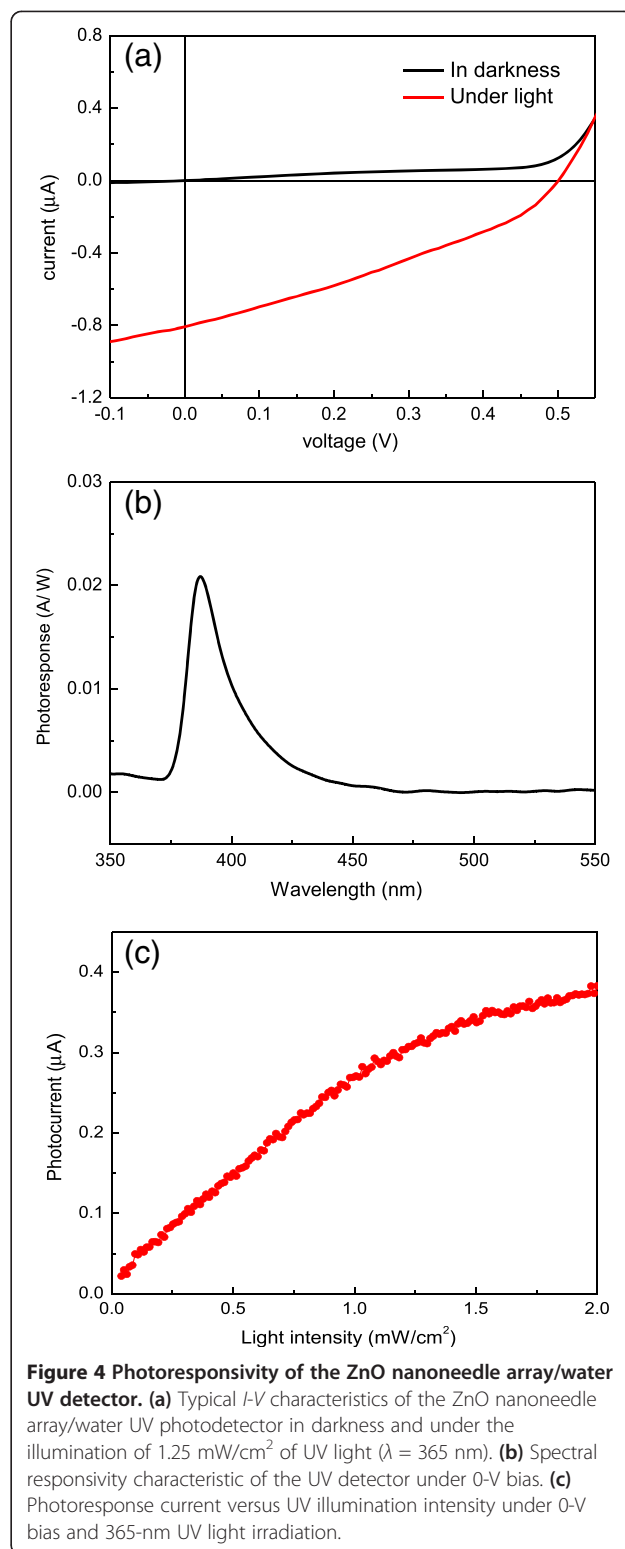 (a)
In darkness
Under light
0.8
0.4
0.0
-0.4
-0.8
-1.2
current (μA)
-0.1 0.0 0.1 0.2 0.3 0.4 0.5
voltage (V)
(b)
0.03
0.02
0.01
0.00
Photoresponse (A/ W)
350 400 450 500 550
Wavelength (nm)
(c)
0.4
0.3
0.2
0.1
0.0
Photocurrent (μA)
0.0 0.5 1.0 1.5 2.0
Light intensity (mW/cm²)
Figure 4 Photoresponsivity of the ZnO nanoneedle array/water
UV detector. (a) Typical I-V characteristics of the ZnO nanoneedle
array/water UV photodetector in darkness and under the
illumination of 1.25 mW/cm² of UV light (λ = 365 nm). (b) Spectral
responsivity characteristic of the UV detector under 0-V bias. (c)
Photoresponse current versus UV illumination intensity under 0-V
bias and 365-nm UV light irradiation.